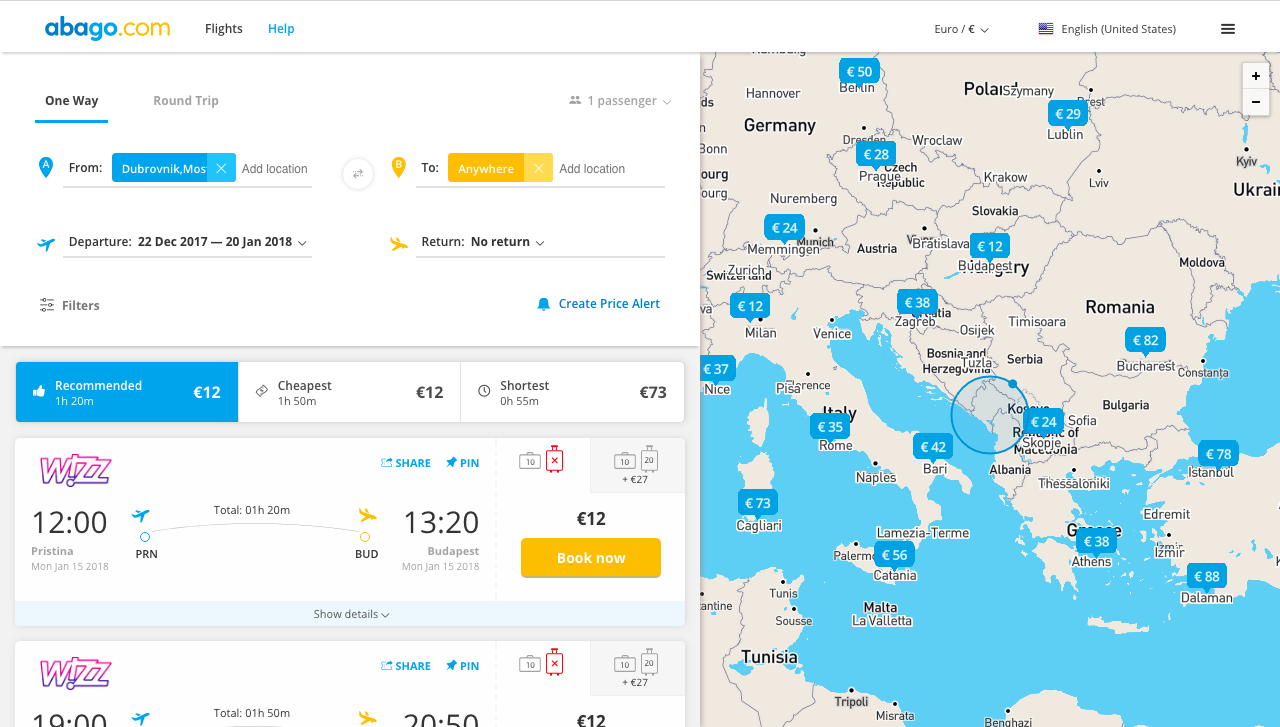 abago.com
Flights
Help
Euro / €
English (United States)
One Way
Round Trip
1 passenger
A
From:
Dubrovnik,Mos
Add location
B
To:
Anywhere
Add location
Departure: 22 Dec 2017 — 20 Jan 2018
Return: No return
Filters
Create Price Alert
Recommended
1h 20m
€12
Cheapest
1h 50m
€12
Shortest
0h 55m
€73
WIZZ
SHARE
PIN
10
10
20
+ €27
12:00
Total: 01h 20m
13:20
€12
PRN
BUD
Book now
Pristina
Budapest
Mon Jan 15 2018
Mon Jan 15 2018
Show details
WIZZ
SHARE
PIN
10
10
20
+ €27
19:00
Total: 01h 50m
20:50
€12
+
−
Hamburg
€ 50
Berlin
Hannover
Poland
Szymany
Brest
€ 29
Lublin
Germany
Dresden
Wroclaw
Bonn
€ 28
Prague
Czech
Republic
Krakow
Lviv
Kyiv
Ukrain
ourg
ourg
ds
Nuremburg
Slovakia
€ 24
Munich
Memmingen
Austria
Bratislava
€ 12
Budapest
Hungary
Moldova
Zurich
Switzerland
€ 12
Milan
Venice
€ 38
Zagreb
Croatia
Osijek
Timisoara
Romania
€ 82
Bucharest
Constanța
Bosnia and
Herzegovina
Tuzla
Serbia
€ 37
Nice
Pisa
Florence
Italy
€ 35
Rome
Kosovo
€ 24
Skopje
Republic of
Macedonia
Sofia
Bulgaria
€ 42
Bari
Albania
Naples
Thessaloniki
€ 78
Istanbul
€ 73
Cagliari
Edremit
Lamezia-Terme
Greece
€ 38
Athens
Izmir
Palermo
€ 56
Catania
€ 88
Dalaman
Tunis
antine
Sousse
Malta
La Valletta
Tunisia
Tripoli
Misrata
Benghazi